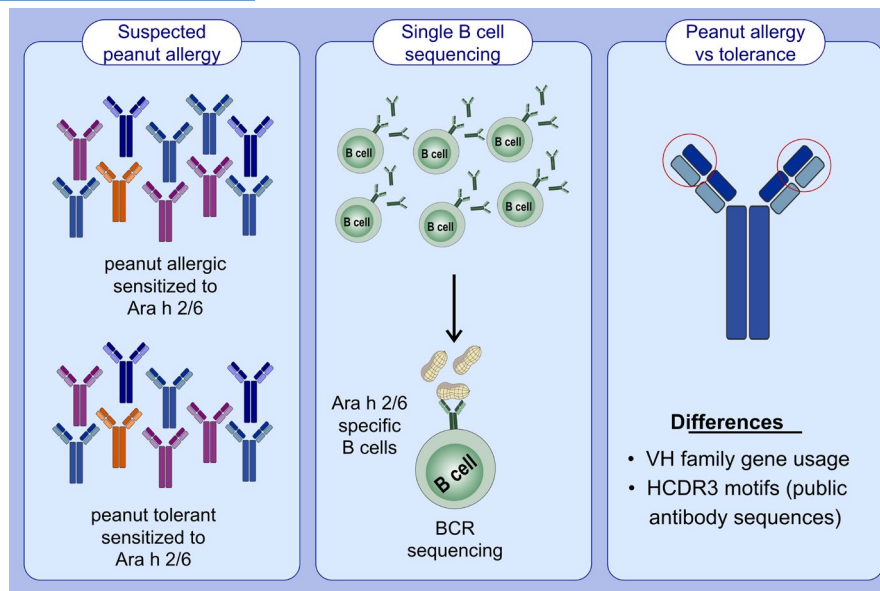 Suspected
peanut allergy
peanut allergic
sensitized to
Ara h 2/6
peanut tolerant
sensitized to
Ara h 2/6
Single B cell
sequencing
B cell
B cell
B cell
B cell
B cell
B cell
Ara h 2/6
specific
B cells
B cell
BCR
sequencing
Peanut allergy
vs tolerance
Differences
• VH family gene usage
• HCDR3 motifs (public
antibody sequences)